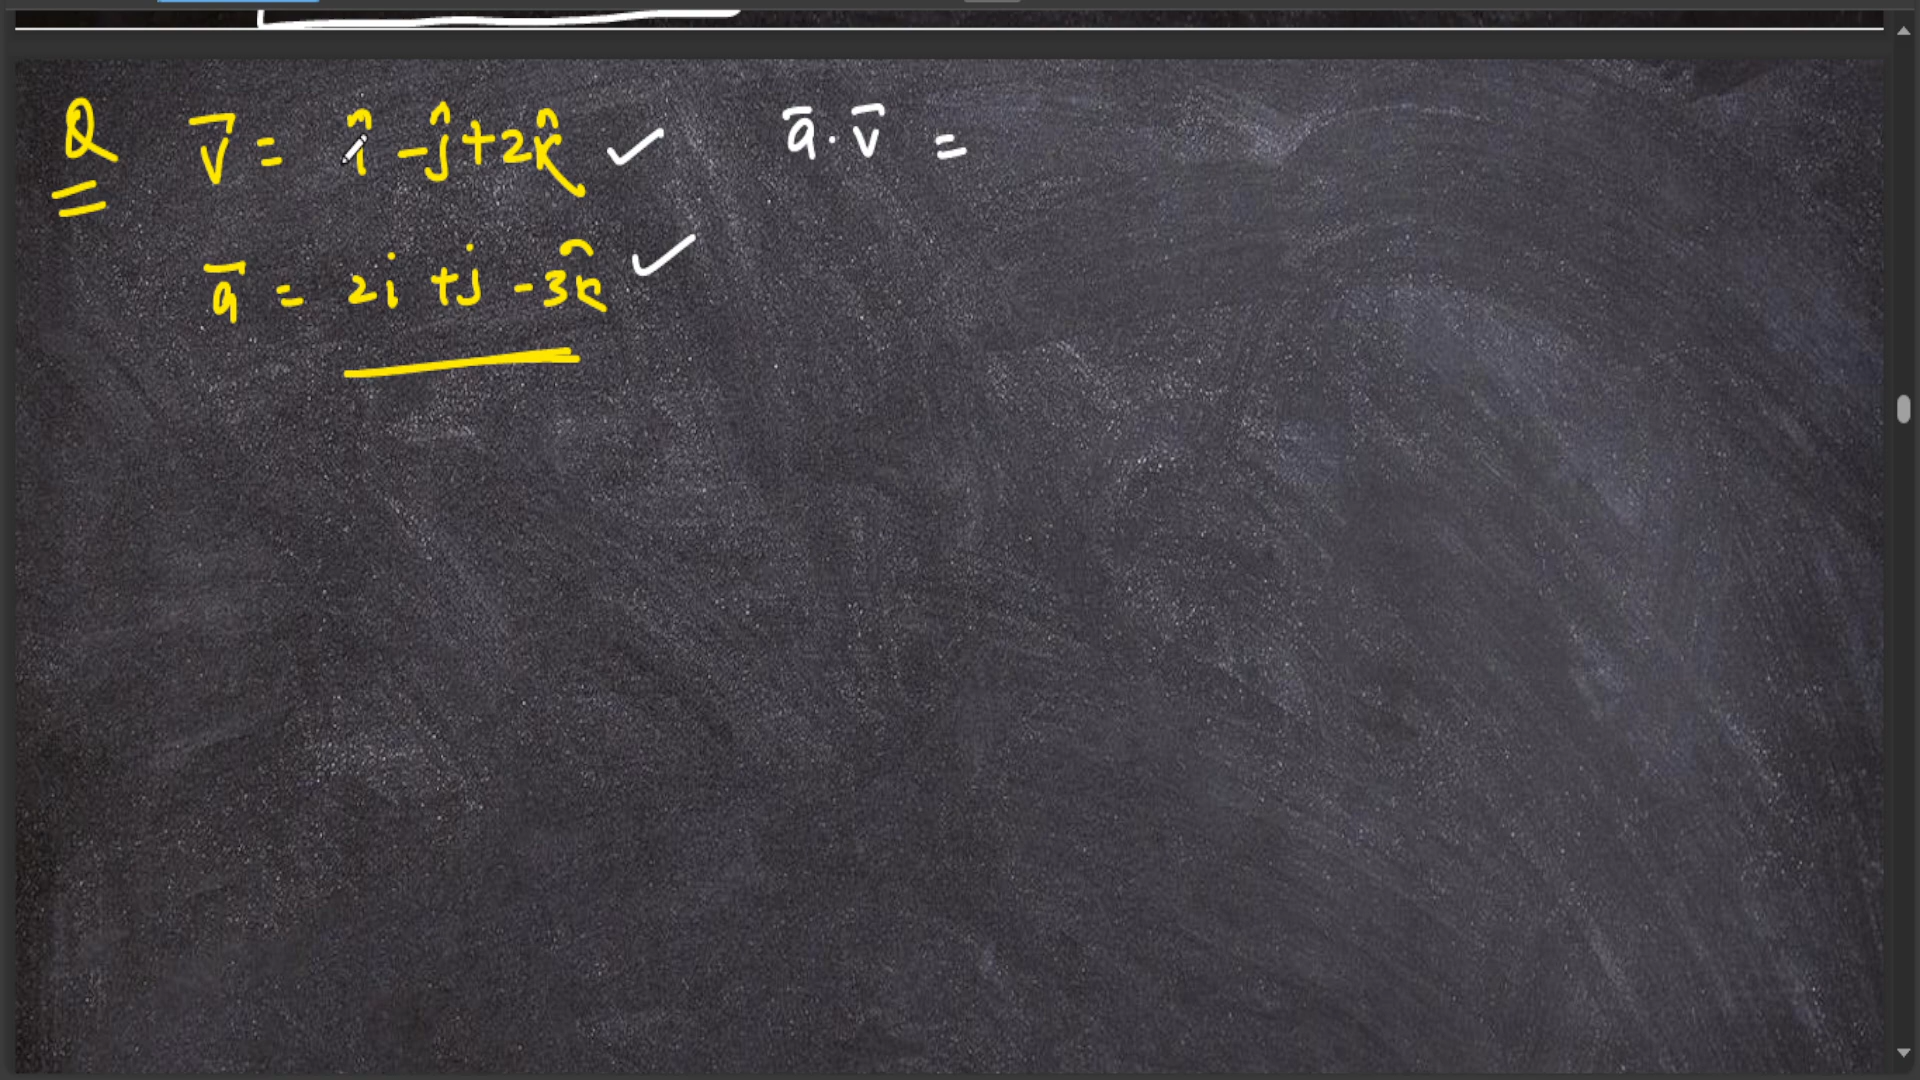 Q v⃗ = î - ĵ + 2k̂ ✓ a̅ · v̅ =
a̅ = 2i + j - 3k̂ ✓